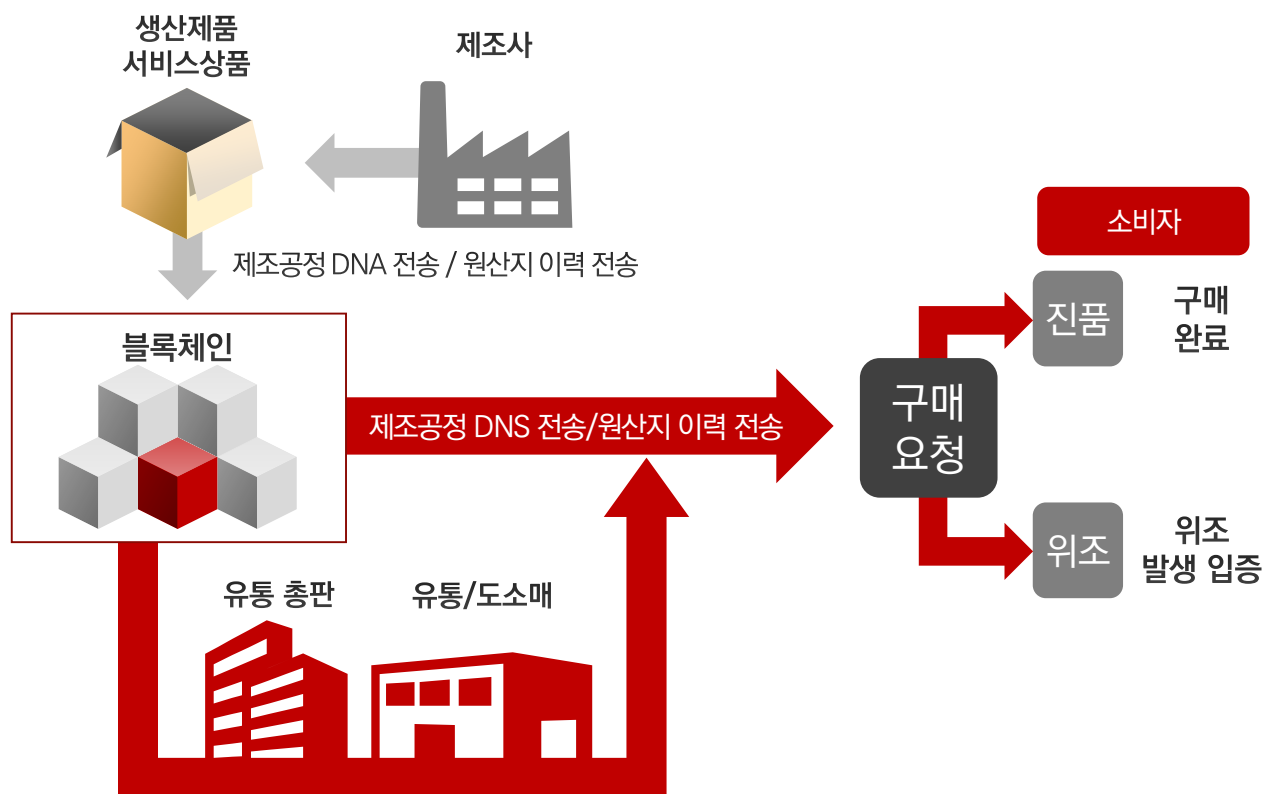 생산제품
서비스상품
제조사
제조공정 DNA 전송 / 원산지 이력 전송
소비자
블록체인
진품
구매
완료
제조공정 DNS 전송/원산지 이력 전송
구매
요청
위조
위조
발생 입증
유통 총판
유통/도소매